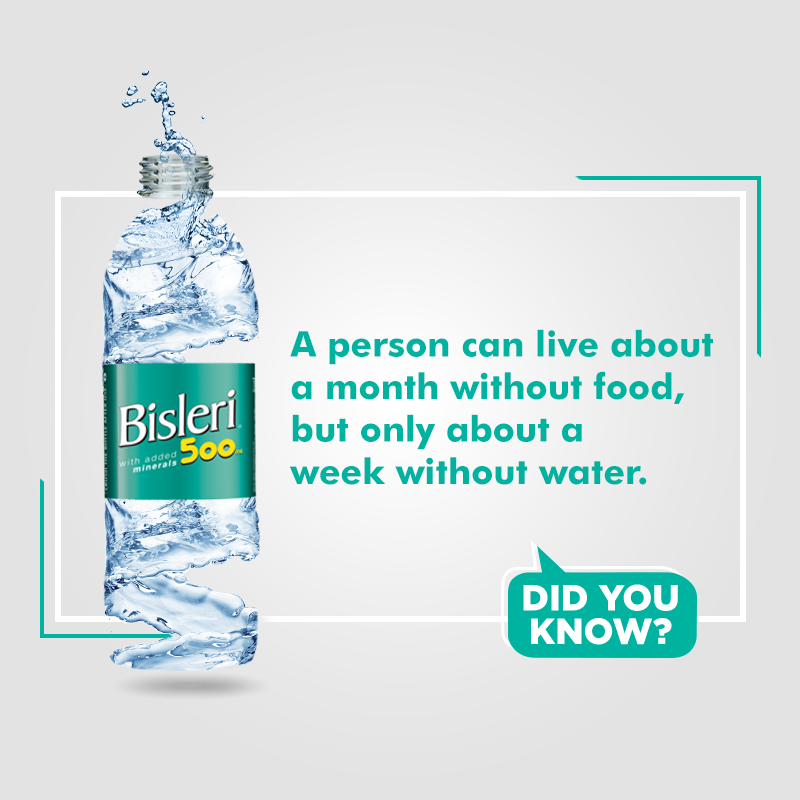 Bisleri
with added
minerals
500
A person can live about
a month without food,
but only about a
week without water.
DID YOU
KNOW?